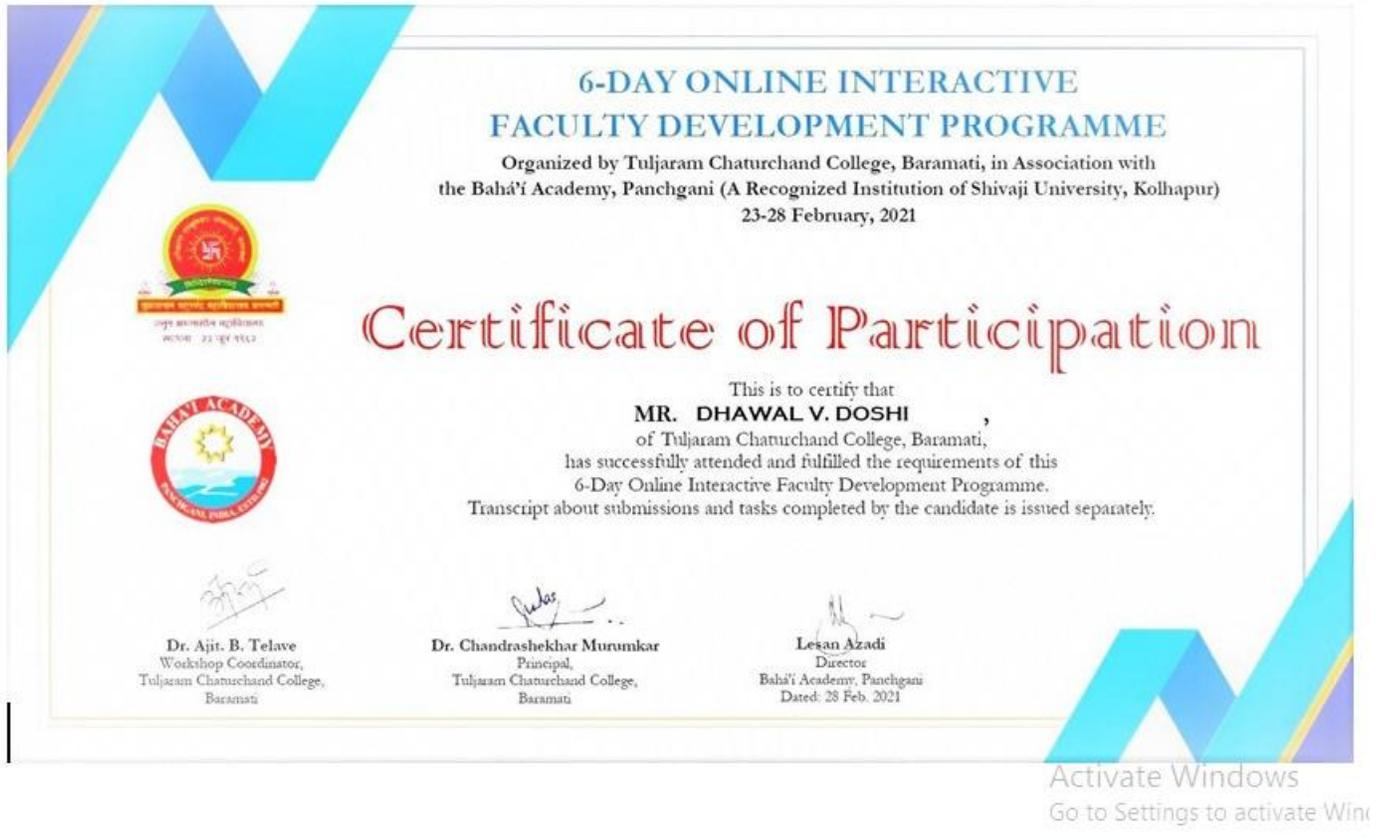 6-DAY ONLINE INTERACTIVE
FACULTY DEVELOPMENT PROGRAMME
Organized by Tuljaram Chaturchand College, Baramati, in Association with
the Bahá'í Academy, Panchgani (A Recognized Institution of Shivaji University, Kolhapur)
23-28 February, 2021
Certificate of Participation
This is to certify that
MR. DHAWAL V. DOSHI ,
of Tuljaram Chaturchand College, Baramati,
has successfully attended and fulfilled the requirements of this
6-Day Online Interactive Faculty Development Programme.
Transcript about submissions and tasks completed by the candidate is issued separately.
BAHA'I ACADEMY
PANCHGANI, INDIA
Dr. Ajit. B. Telave
Workshop Coordinator,
Tuljaram Chaturchand College,
Baramati
Dr. Chandrashekhar Murumkar
Principal,
Tuljaram Chaturchand College,
Baramati
Lesan Azadi
Director
Bahá'í Academy, Panchgani
Dated: 28 Feb. 2021
Activate Windows
Go to Settings to activate Wind